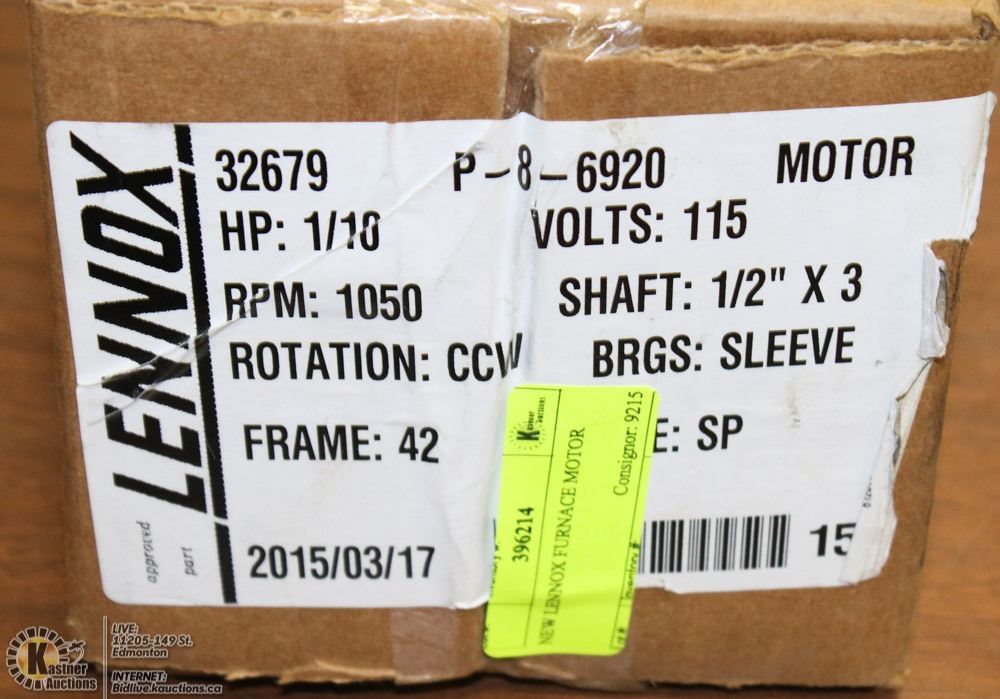 LENNOX
approved
part
32679 P-8-6920 MOTOR
HP: 1/10 VOLTS: 115
RPM: 1050 SHAFT: 1/2" X 3
ROTATION: CCW BRGS: SLEEVE
FRAME: 42 E: SP
2015/03/17
15
Kastner
Auctions
396214
NEW LENNOX FURNACE MOTOR
Consignor: 9215
Kastner
Auctions
LIVE:
11205-149 St.
Edmonton
INTERNET:
Bidlive.kauctions.ca